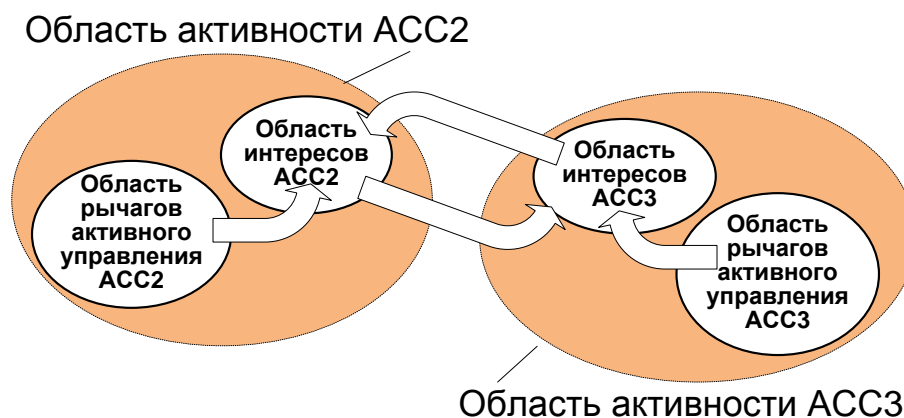 Область активности АСС2
Область
интересов
АСС2
Область
рычагов
активного
управления
АСС2
Область
интересов
АСС3
Область
рычагов
активного
управления
АСС3
Область активности АСС3